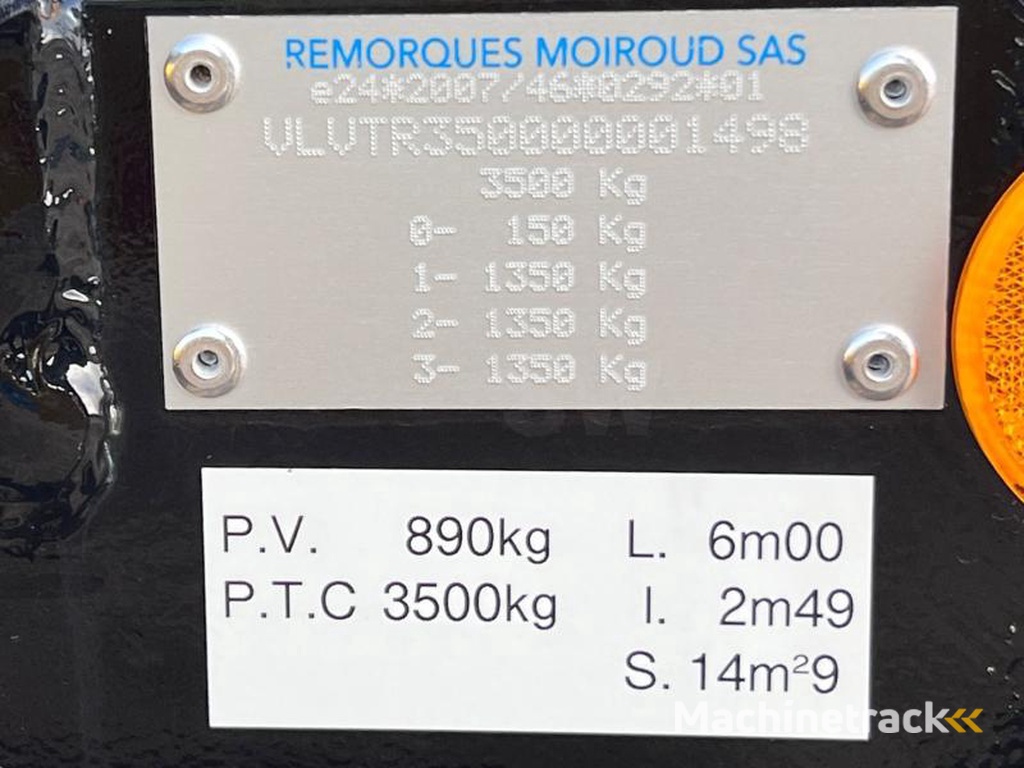 REMORQUES MOIROUD SAS
e24*2007/46*0292*01
VLVTR350000001498
3500 Kg
0- 150 Kg
1- 1350 Kg
2- 1350 Kg
3- 1350 Kg
P.V. 890kg L. 6m00
P.T.C 3500kg l. 2m49
S. 14m²9
Machinetrack